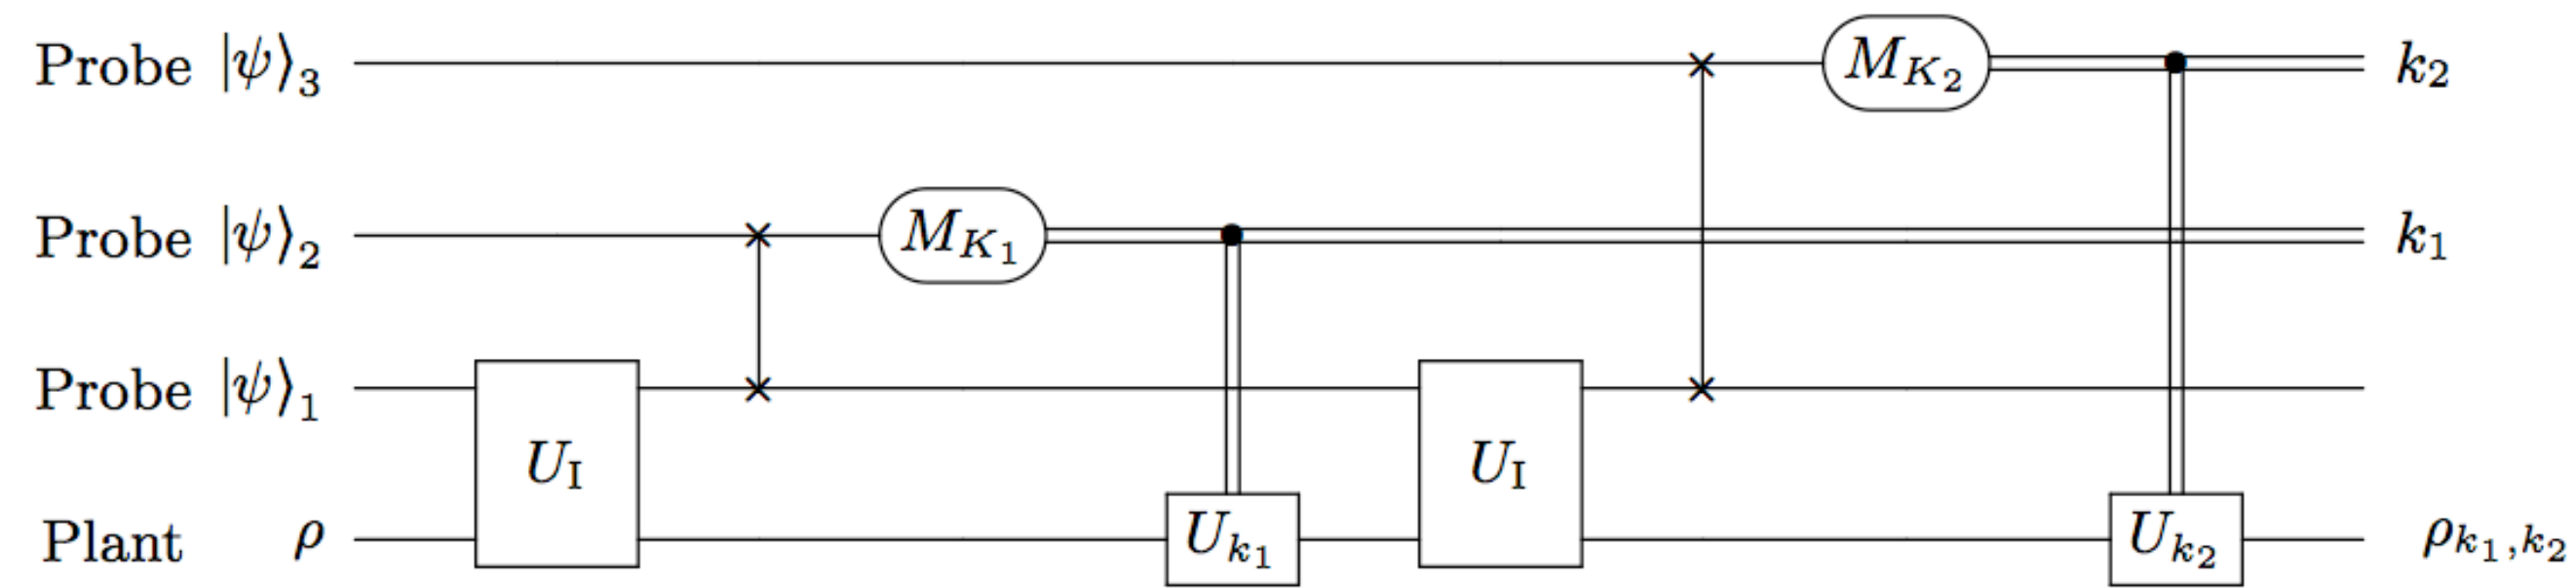 Probe |ψ⟩₃ M_{K₂} k₂
Probe |ψ⟩₂ M_{K₁} k₁
Probe |ψ⟩₁
U_I U_I
Plant ρ U_{k₁} U_{k₂} ρ_{k₁,k₂}